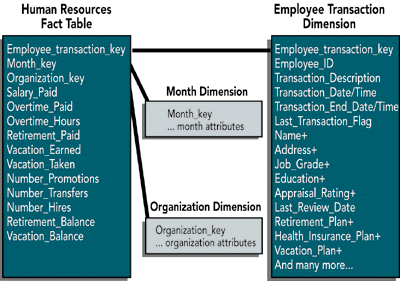 Human Resources
Fact Table
Employee_transaction_key
Month_key
Organization_key
Salary_Paid
Overtime_Paid
Overtime_Hours
Retirement_Paid
Vacation_Earned
Vacation_Taken
Number_Promotions
Number_Transfers
Number_Hires
Retirement_Balance
Vacation_Balance
Month Dimension
Month_key
... month attributes
Organization Dimension
Organization_key
... organization attributes
Employee Transaction
Dimension
Employee_transaction_key
Employee_ID
Transaction_Description
Transaction_Date/Time
Transaction_End_Date/Time
Last_Transaction_Flag
Name+
Address+
Job_Grade+
Education+
Appraisal_Rating+
Last_Review_Date
Retirement_Plan+
Health_Insurance_Plan+
Vacation_Plan+
And many more...